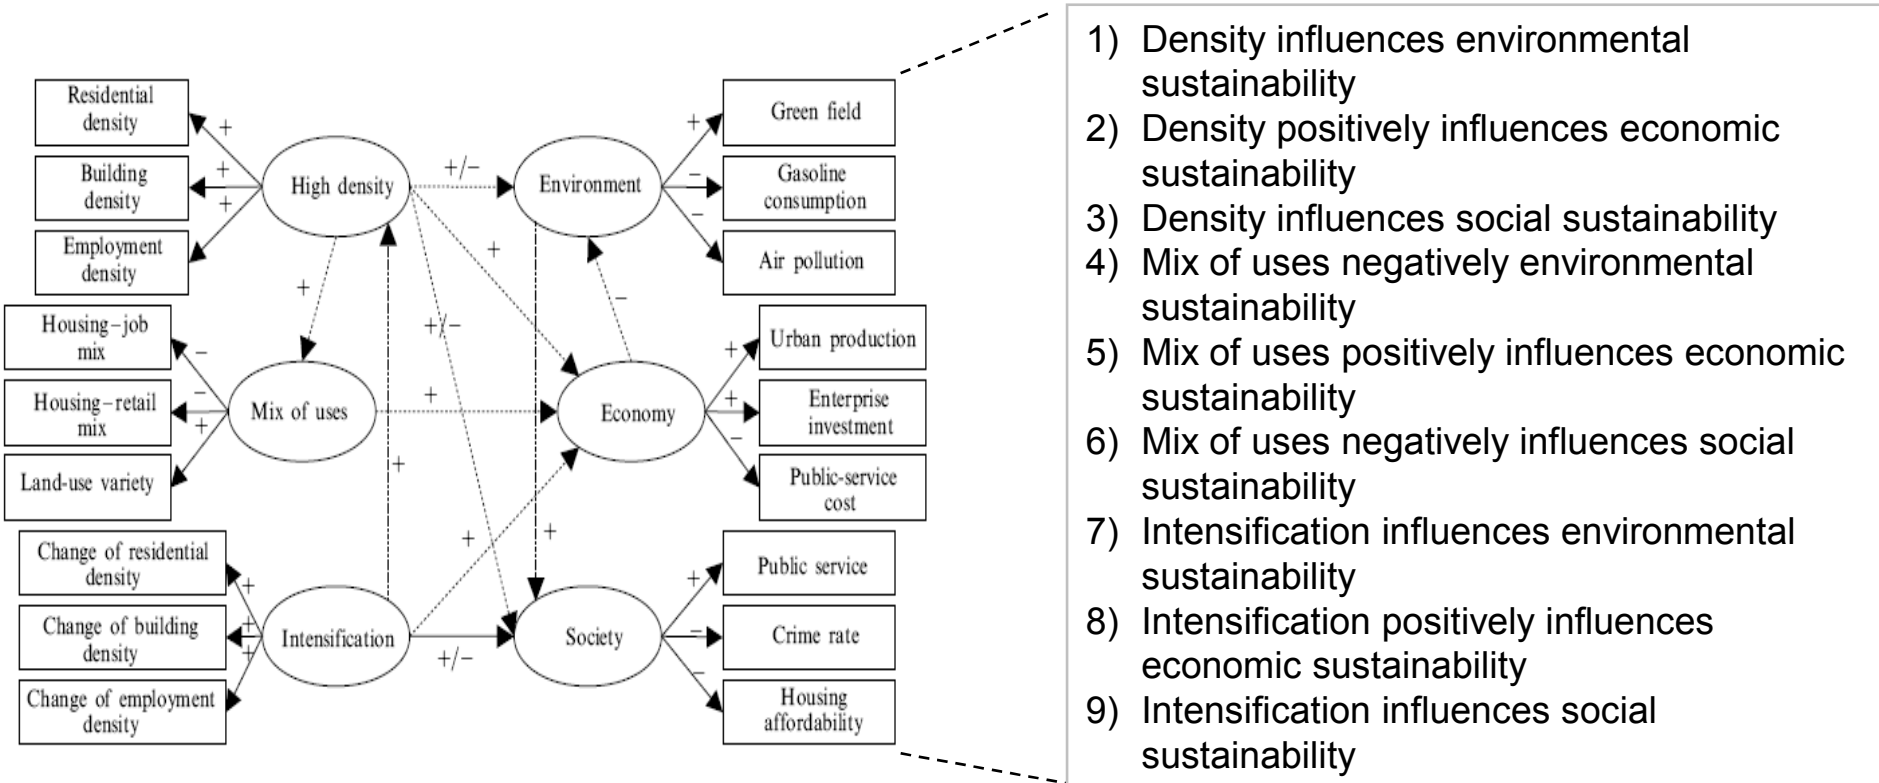 Residential
density
+
Building
density
+
+
Employment
density
High density
+/−
Environment
+
Green field
−
Gasoline
consumption
−
Air pollution
+
+
−
+/−
Housing–job
mix
−
Housing–retail
mix
−
+
Land-use variety
Mix of uses
+
Economy
+
Urban production
+
Enterprise
investment
−
Public-service
cost
+
+
+
Change of residential
density
+
Change of building
density
+
+
Change of employment
density
Intensification
+/−
Society
+
Public service
−
Crime rate
−
Housing
affordability
1) Density influences environmental
sustainability
2) Density positively influences economic
sustainability
3) Density influences social sustainability
4) Mix of uses negatively environmental
sustainability
5) Mix of uses positively influences economic
sustainability
6) Mix of uses negatively influences social
sustainability
7) Intensification influences environmental
sustainability
8) Intensification positively influences
economic sustainability
9) Intensification influences social
sustainability